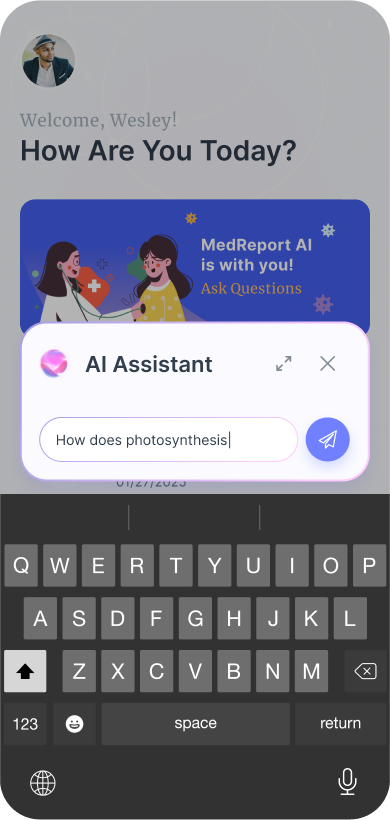 Welcome, Wesley!
How Are You Today?
MedReport AI
is with you!
Ask Questions
AI Assistant
How does photosynthesis
01/27/2025
Q W E R T Y U I O P
A S D F G H J K L
Z X C V B N M
123 space return